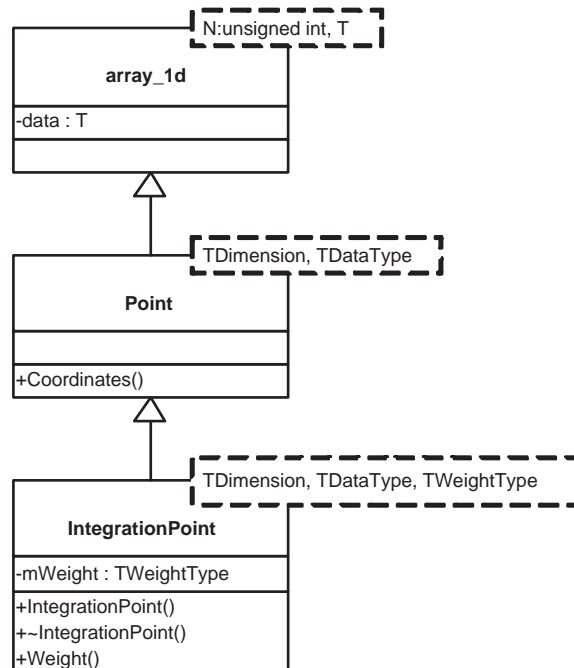 N:unsigned int, T
array_1d
-data : T
TDimension, TDataType
Point
+Coordinates()
TDimension, TDataType, TWeightType
IntegrationPoint
-mWeight : TWeightType
+IntegrationPoint()
+~IntegrationPoint()
+Weight()